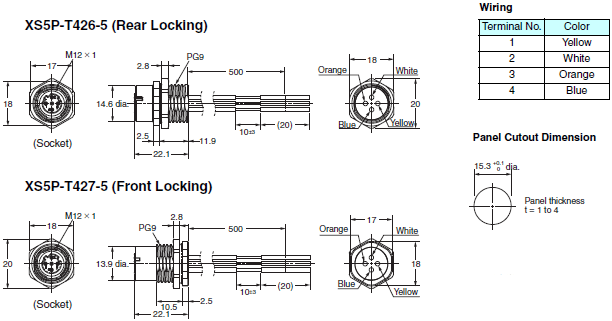 XS5P-T426-5 (Rear Locking)
M12 × 1
17
18
(Socket)
2.8
PG9
500
14.6 dia.
2.5
11.9
22.1
10±3
(20)
18
Orange
White
20
Blue
Yellow
XS5P-T427-5 (Front Locking)
M12 × 1
18
20
(Socket)
2.8
PG9
500
13.9 dia.
10.5
2.5
22.1
10±3
(20)
17
Orange
White
18
Blue
Yellow
Wiring
Terminal No. Color
1 Yellow
2 White
3 Orange
4 Blue
Panel Cutout Dimension
15.3 +0.1 0 dia.
Panel thickness
t = 1 to 4